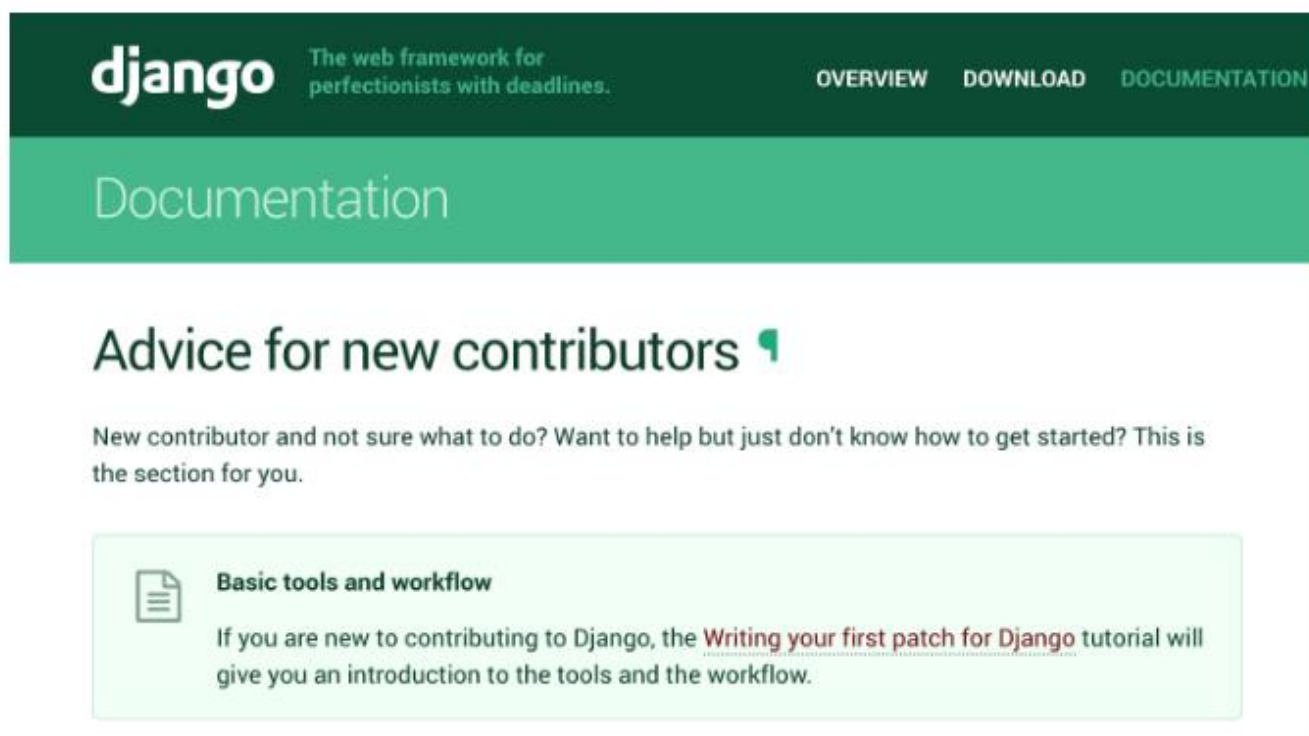 django
The web framework for
perfectionists with deadlines.
OVERVIEW DOWNLOAD DOCUMENTATION
Documentation
Advice for new contributors ¶
New contributor and not sure what to do? Want to help but just don’t know how to get started? This is
the section for you.
Basic tools and workflow
If you are new to contributing to Django, the Writing your first patch for Django tutorial will
give you an introduction to the tools and the workflow.